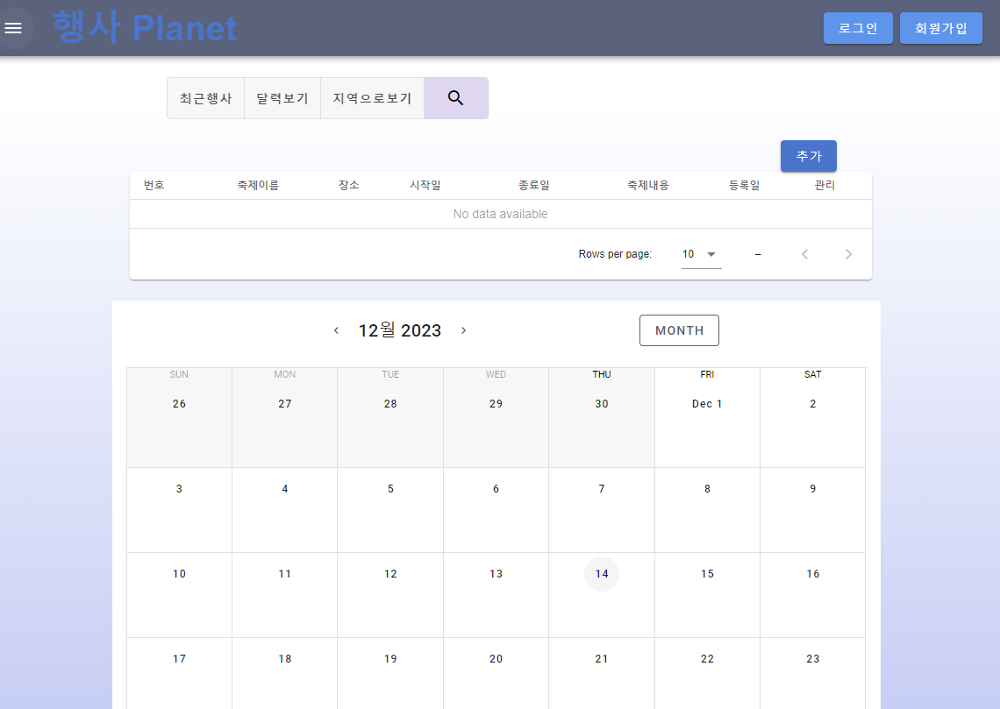 행사 Planet
로그인 회원가입
최근행사 달력보기 지역으로보기
추가
번호 축제이름 장소 시작일 종료일 축제내용 등록일 관리
No data available
Rows per page: 10 –
12월 2023 MONTH
SUN MON TUE WED THU FRI SAT
26 27 28 29 30 Dec 1 2
3 4 5 6 7 8 9
10 11 12 13 14 15 16
17 18 19 20 21 22 23